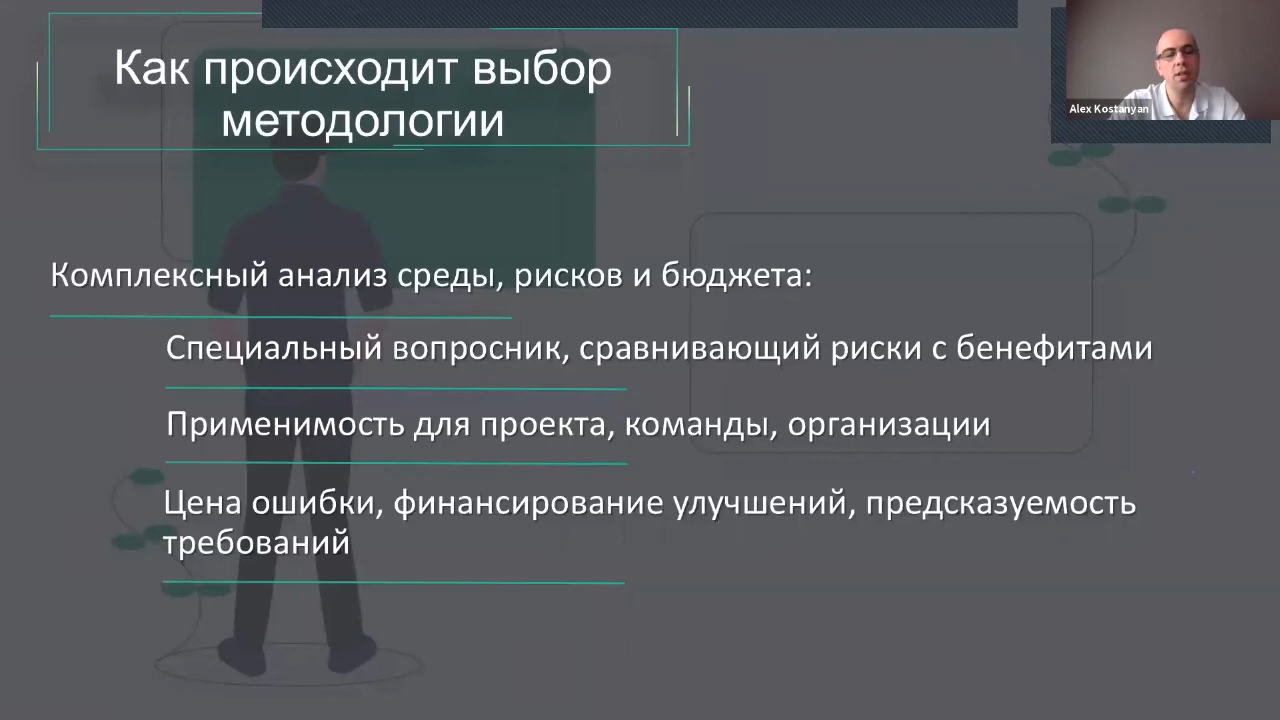 Как происходит выбор
методологии
Alex Kostanyan
Комплексный анализ среды, рисков и бюджета:
Специальный вопросник, сравнивающий риски с бенефитами
Применимость для проекта, команды, организации
Цена ошибки, финансирование улучшений, предсказуемость
требований